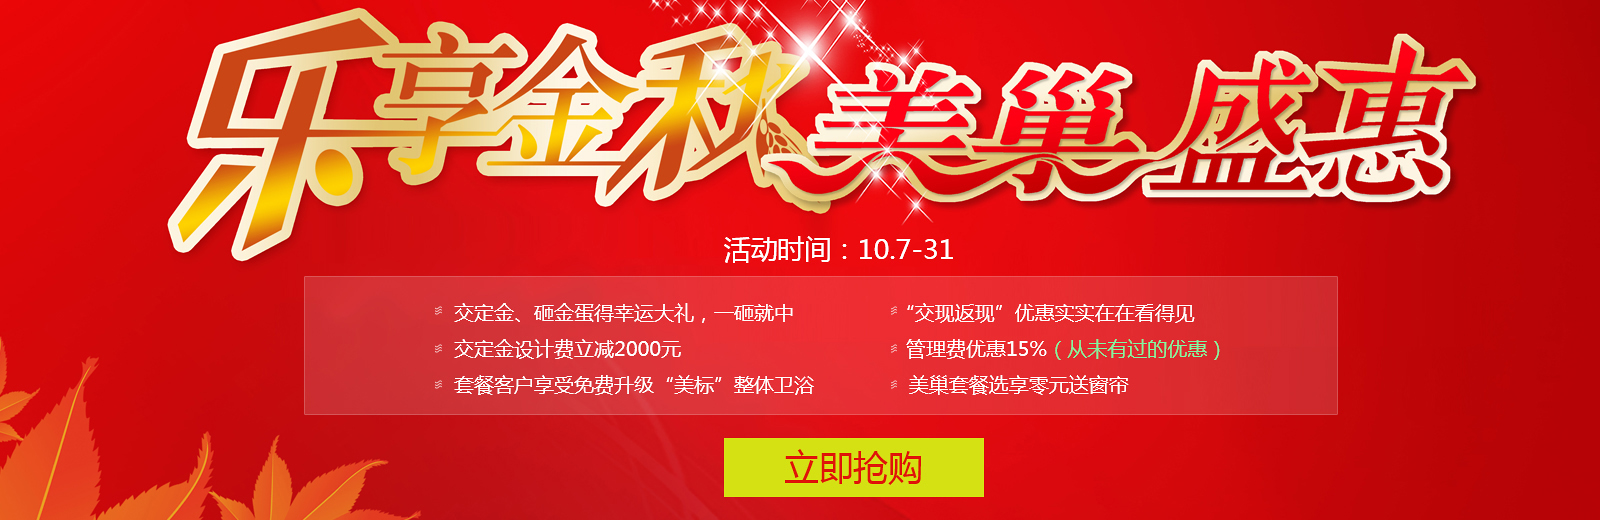 乐享金秋美巢盛惠
活动时间：10.7-31
交定金、砸金蛋得幸运大礼，一砸就中
“交现返现”优惠实实在在看得见
交定金设计费立减2000元
管理费优惠15%（从未有过的优惠）
套餐客户享受免费升级“美标”整体卫浴
美巢套餐选享零元送窗帘
立即抢购